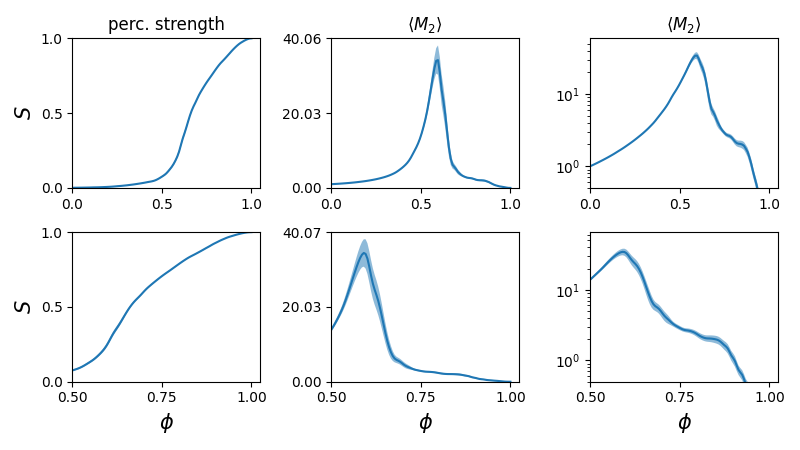 perc. strength ⟨M₂⟩ ⟨M₂⟩
1.0 40.06
10¹
S 0.5 20.03
10⁰
0.0 0.00
0.0 0.5 1.0 0.0 0.5 1.0 0.0 0.5 1.0
1.0 40.07
S 0.5 20.03 10¹
10⁰
0.0 0.00
0.50 0.75 1.00 0.50 0.75 1.00 0.50 0.75 1.00
ϕ ϕ ϕ